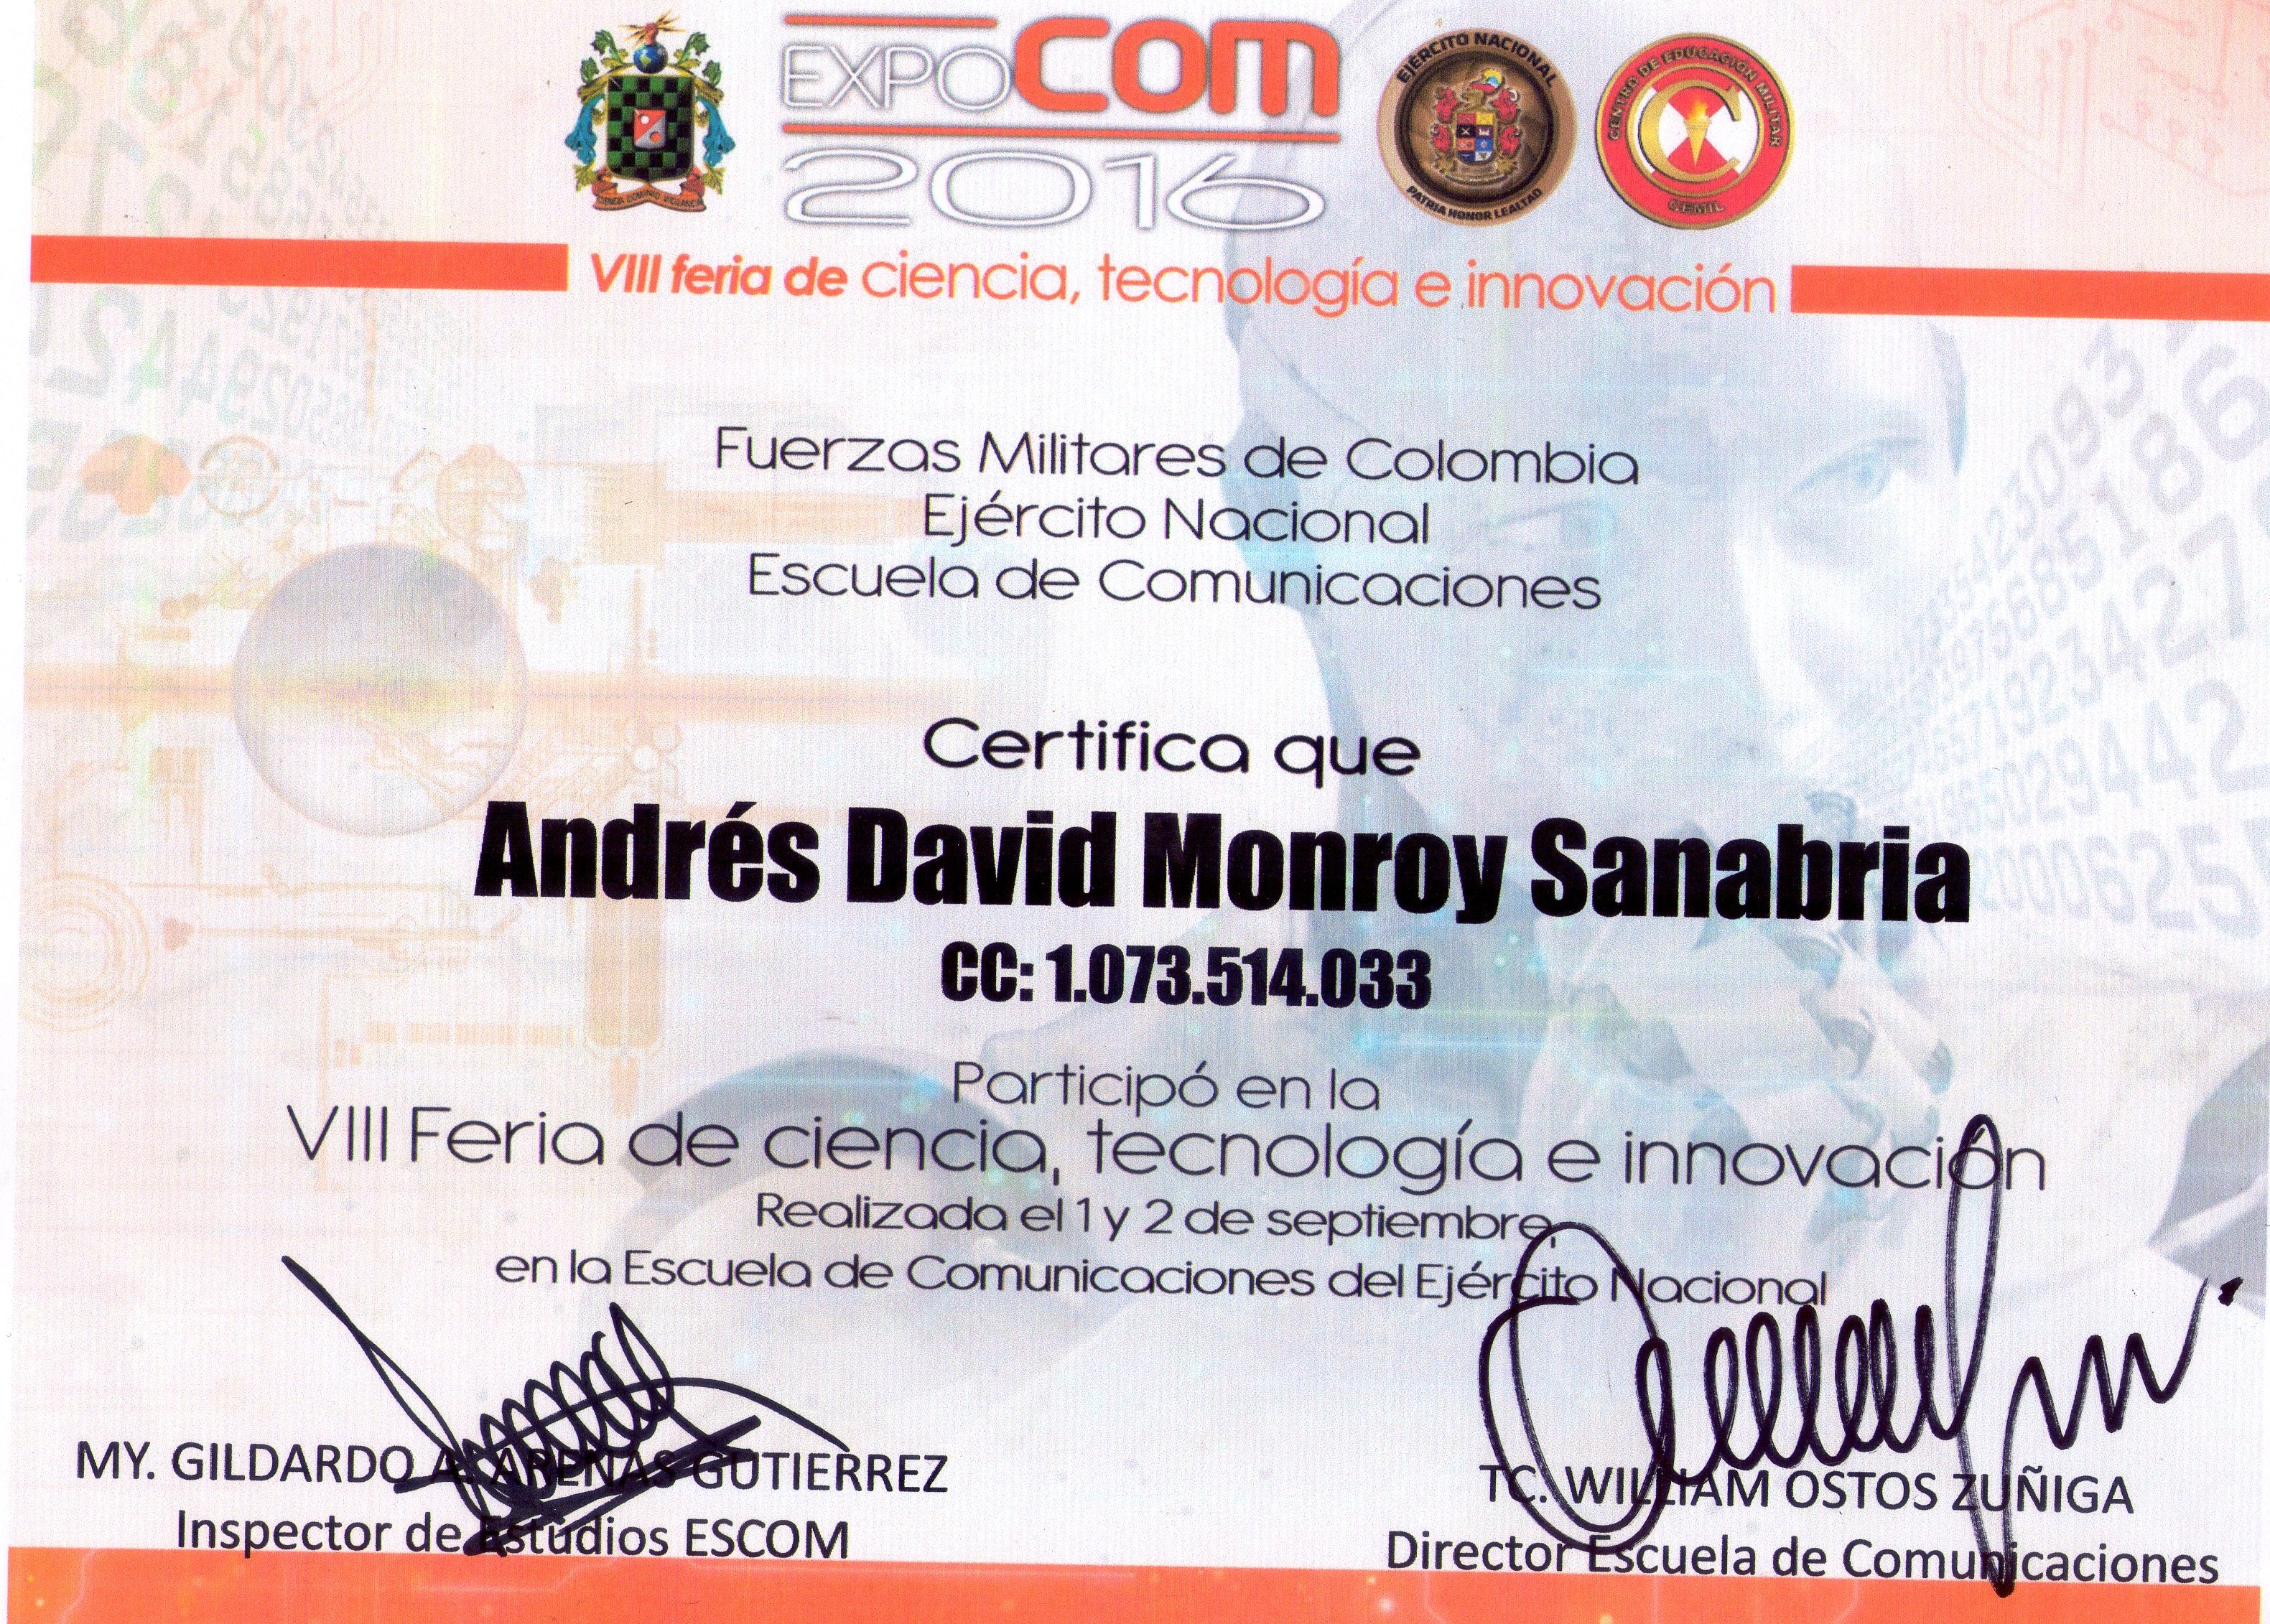 EXPOCOM
2016
CIENCIA DOMINIO VIGILANCIA
EJÉRCITO NACIONAL
PATRIA HONOR LEALTAD
CENTRO DE EDUCACIÓN MILITAR
CEMIL
VIII feria de ciencia, tecnología e innovación
Fuerzas Militares de Colombia
Ejército Nacional
Escuela de Comunicaciones
Certifica que
Andrés David Monroy Sanabria
CC: 1.073.514.033
Participó en la
VIII Feria de ciencia, tecnología e innovación
Realizada el 1 y 2 de septiembre,
en la Escuela de Comunicaciones del Ejército Nacional
MY. GILDARDO A. ARENAS GUTIERREZ
Inspector de Estudios ESCOM
TC. WILLIAM OSTOS ZUÑIGA
Director Escuela de Comunicaciones